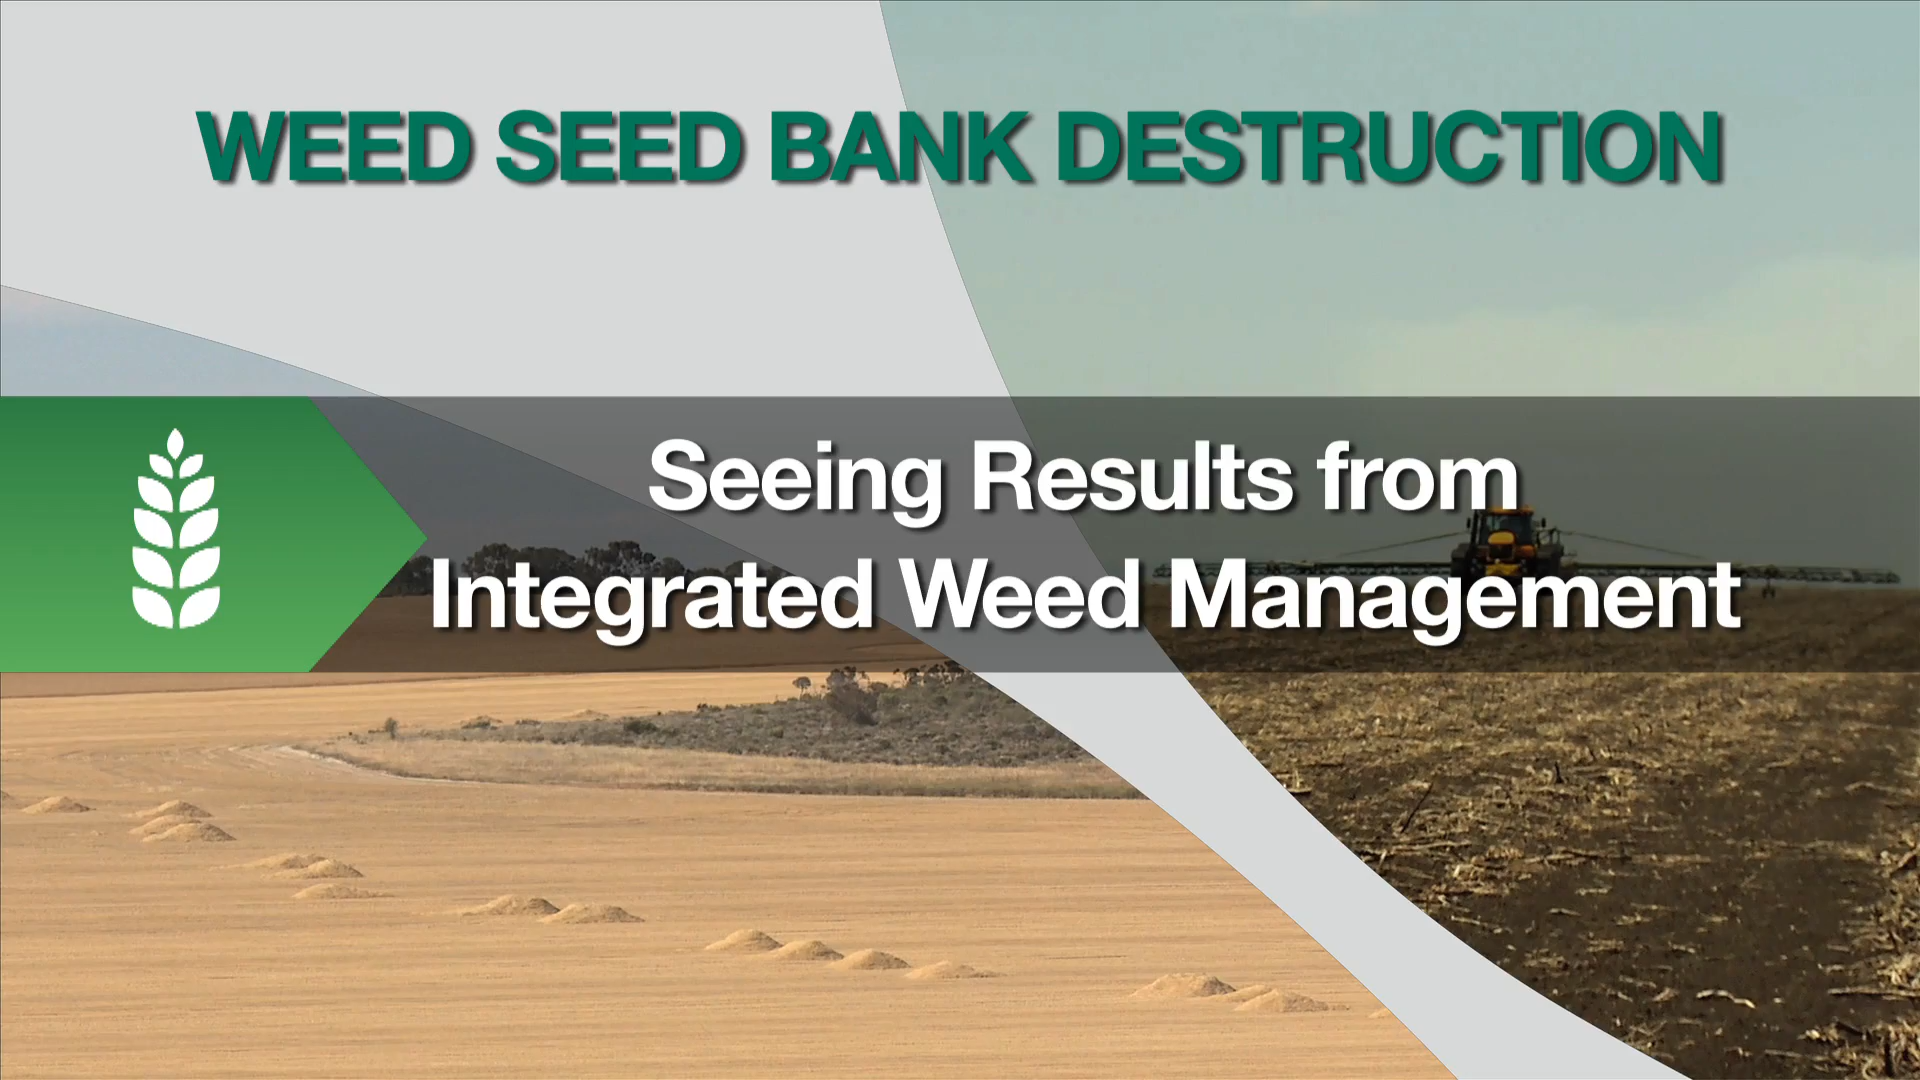 WEED SEED BANK DESTRUCTION
Seeing Results from
Integrated Weed Management